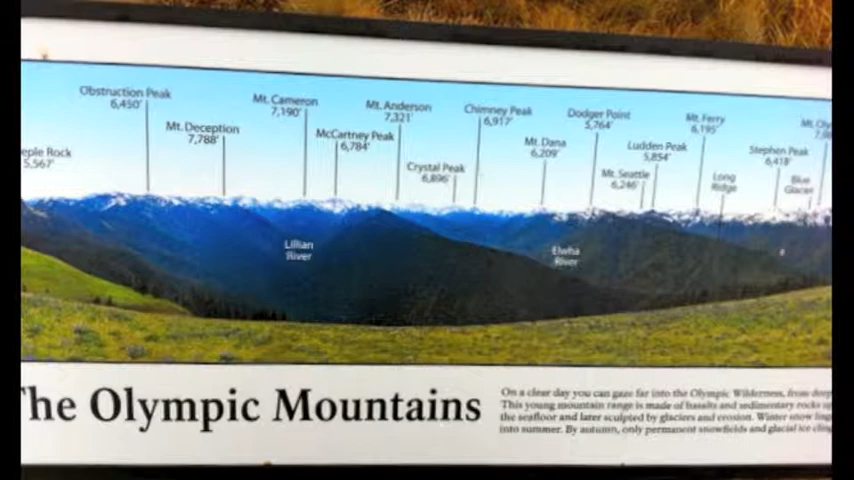 Obstruction Peak
6,450'
Mt. Deception
7,788'
Mt. Cameron
7,190'
McCartney Peak
6,784'
Mt. Anderson
7,321'
Crystal Peak
6,896'
Chimney Peak
6,917'
Mt. Dana
6,209'
Dodger Point
5,764'
Mt. Seattle
6,246'
Ludden Peak
5,854'
Mt. Ferry
6,195'
Long
Ridge
Stephen Peak
6,418'
Blue
Glacier
Mt. Oly
eple Rock
5,567'
Lillian
River
Elwha
River
The Olympic Mountains
On a clear day you can gaze far into the Olympic Wilderness, from deep
This young mountain range is made of basalts and sedimentary rocks
the seafloor and later sculpted by glaciers and erosion. Winter snow
into summer. By autumn, only permanent snowfields and glacial ice cling